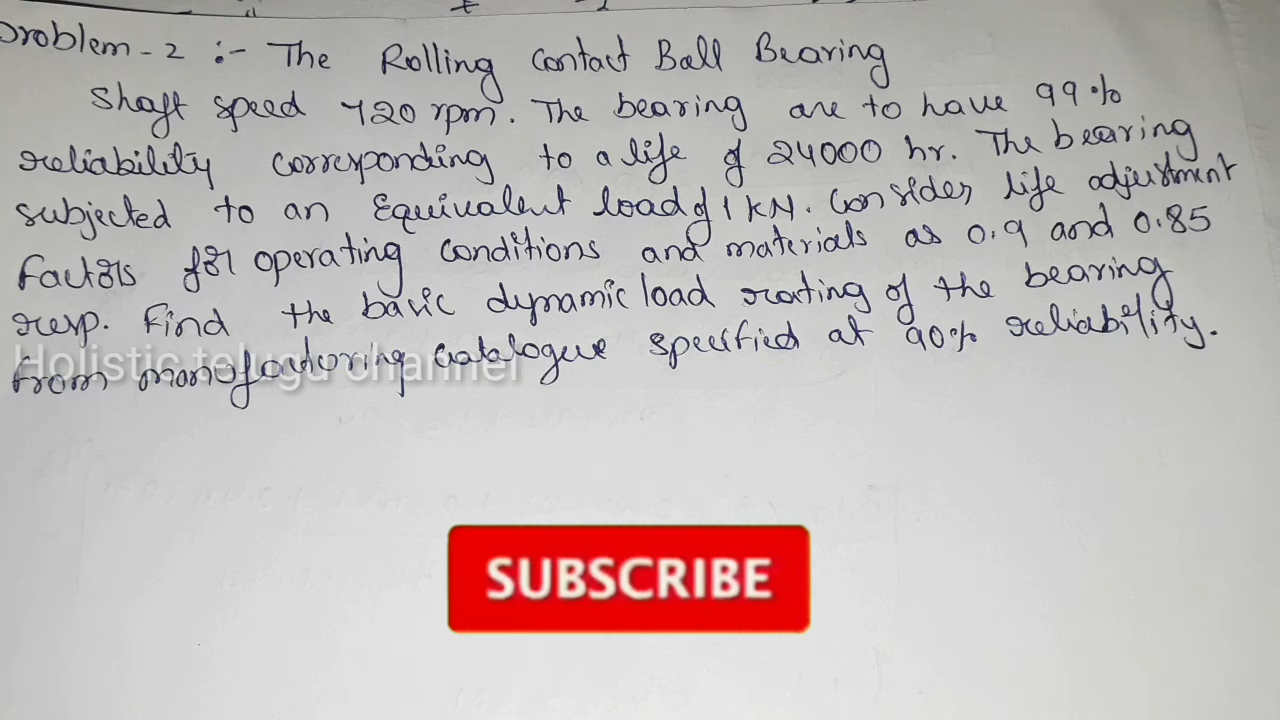 Problem-2 :- The Rolling Contact Ball Bearing
Shaft speed 720 rpm. The bearing are to have 99%
reliability corresponding to a life of 24000 hr. The bearing
subjected to an Equivalent load of 1 KN. Consider life adjustment
factors for operating conditions and materials as 0.9 and 0.85
resp. Find the basic dynamic load rating of the bearing
from manufacturing catalogue specified at 90% reliability.
Holistic telugu channel
SUBSCRIBE